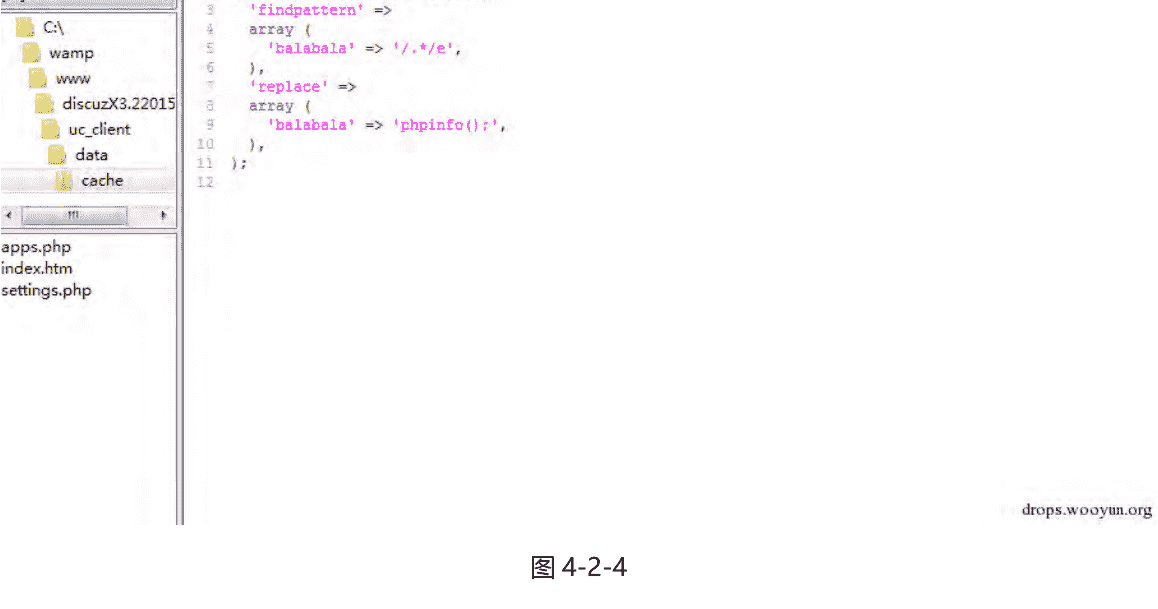 C:\
wamp
www
discuzX3.22015
uc_client
data
cache
apps.php
index.htm
settings.php
3 'findpattern' =>
4 array (
5 'balabala' => '/.*/e',
6 ),
7 'replace' =>
8 array (
9 'balabala' => 'phpinfo();',
10 ),
11 );
12
drops.wooyun.org
图 4-2-4